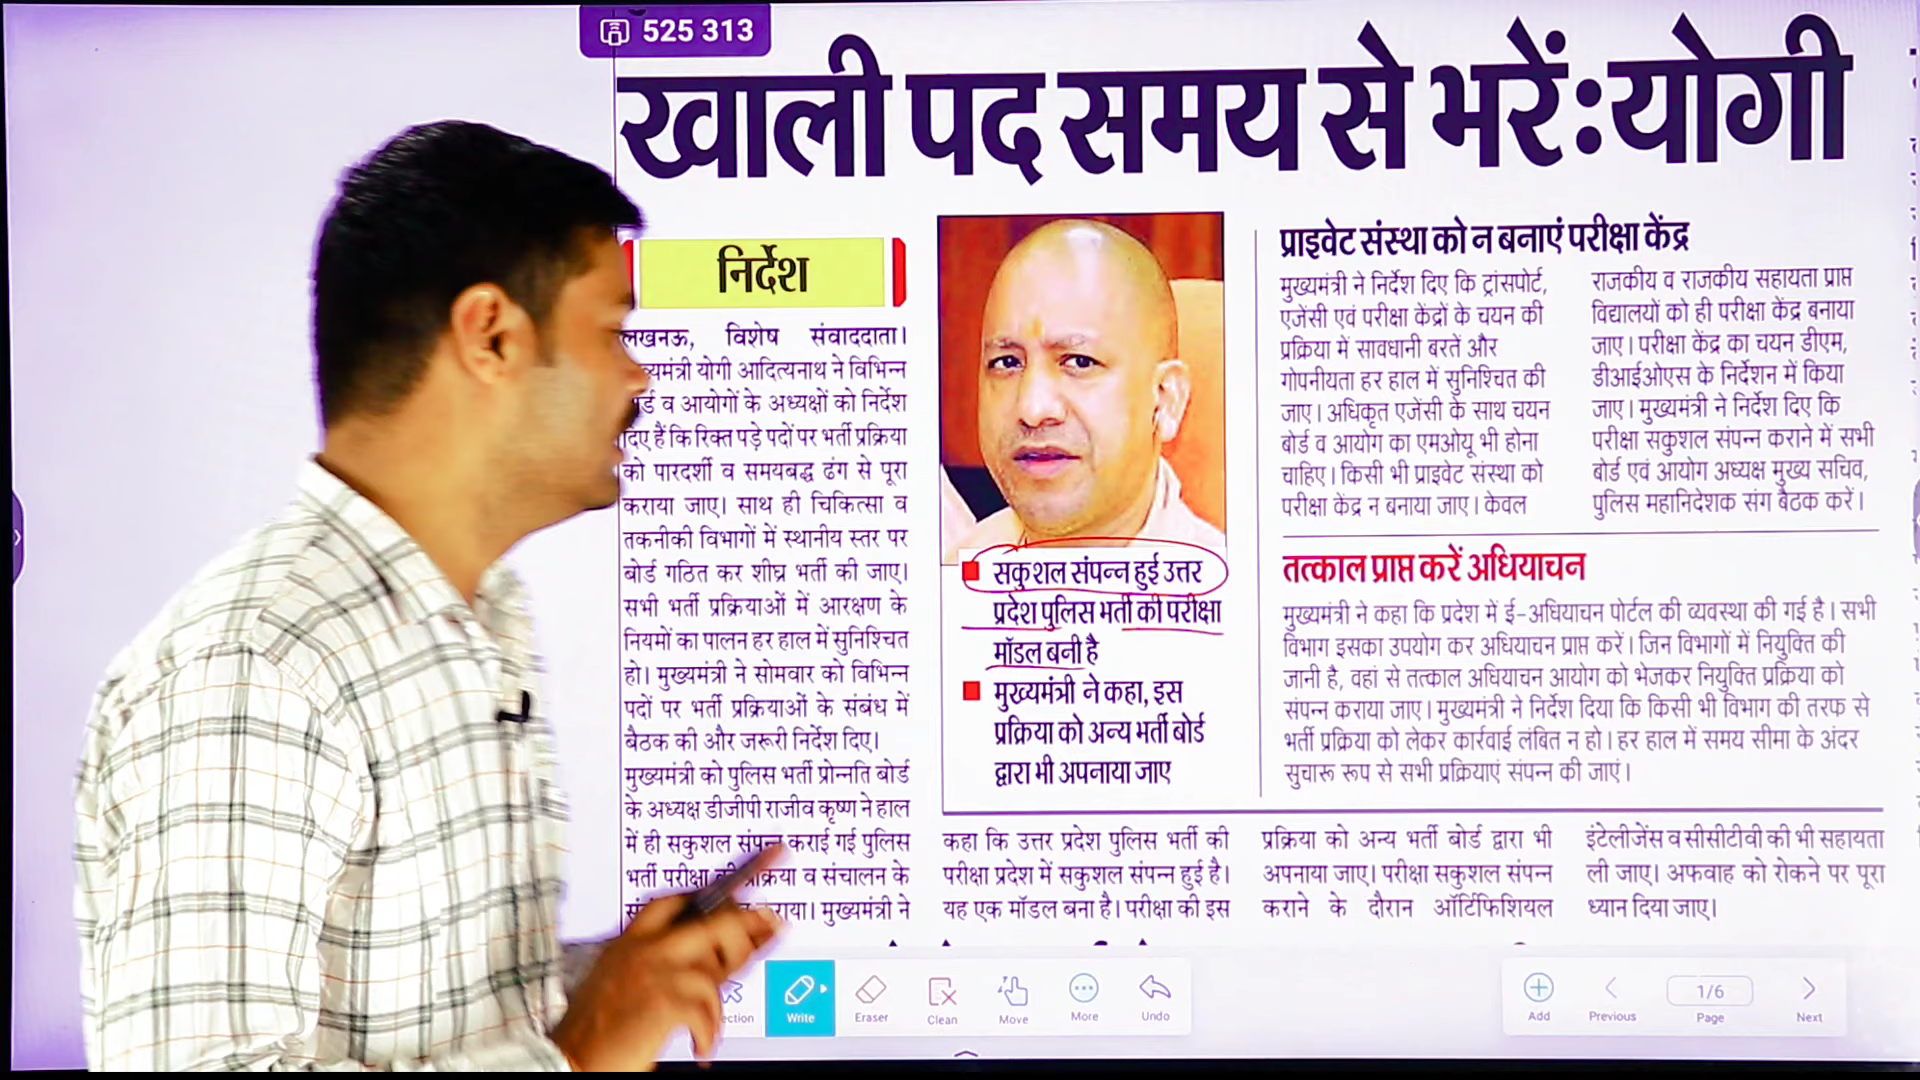 525 313
खाली पद समय से भरें:योगी
निर्देश
लखनऊ, विशेष संवाददाता।
योगी आदित्यनाथ ने विभिन्न
व आयोगों के अध्यक्षों को निर्देश
दिए हैं कि रिक्त पड़े पदों पर भर्ती प्रक्रिया
को पारदर्शी व समयबद्ध ढंग से पूरा
कराया जाए। साथ ही चिकित्सा व
तकनीकी विभागों में स्थानीय स्तर पर
बोर्ड गठित कर शीघ्र भर्ती की जाए।
सभी भर्ती प्रक्रियाओं में आरक्षण के
नियमों का पालन हर हाल में सुनिश्चित
हो। मुख्यमंत्री ने सोमवार को विभिन्न
पदों पर भर्ती प्रक्रियाओं के संबंध में
बैठक की और जरूरी निर्देश दिए।
मुख्यमंत्री को पुलिस भर्ती प्रोन्नति बोर्ड
के अध्यक्ष डीजीपी राजीव कृष्ण ने हाल
में ही सकुशल संपन्न कराई गई पुलिस
भर्ती परीक्षा की प्रक्रिया व संचालन के
मुख्यमंत्री ने
सकुशल संपन्न हुई उत्तर
प्रदेश पुलिस भर्ती की परीक्षा
मॉडल बनी है
मुख्यमंत्री ने कहा, इस
प्रक्रिया को अन्य भर्ती बोर्ड
द्वारा भी अपनाया जाए
कहा कि उत्तर प्रदेश पुलिस भर्ती की
परीक्षा प्रदेश में सकुशल संपन्न हुई है।
यह एक मॉडल बना है। परीक्षा की इस
प्रक्रिया को अन्य भर्ती बोर्ड द्वारा भी
अपनाया जाए। परीक्षा सकुशल संपन्न
कराने के दौरान ऑर्टिफिशियल
इंटेलीजेंस व सीसीटीवी की भी सहायता
ली जाए। अफवाह को रोकने पर पूरा
ध्यान दिया जाए।
प्राइवेट संस्था को न बनाएं परीक्षा केंद्र
मुख्यमंत्री ने निर्देश दिए कि ट्रांसपोर्ट,
एजेंसी एवं परीक्षा केंद्रों के चयन की
प्रक्रिया में सावधानी बरतें और
गोपनीयता हर हाल में सुनिश्चित की
जाए। अधिकृत एजेंसी के साथ चयन
बोर्ड व आयोग का एमओयू भी होना
चाहिए। किसी भी प्राइवेट संस्था को
परीक्षा केंद्र न बनाया जाए। केवल
राजकीय व राजकीय सहायता प्राप्त
विद्यालयों को ही परीक्षा केंद्र बनाया
जाए। परीक्षा केंद्र का चयन डीएम,
डीआईओएस के निर्देशन में किया
जाए। मुख्यमंत्री ने निर्देश दिए कि
परीक्षा सकुशल संपन्न कराने में सभी
बोर्ड एवं आयोग अध्यक्ष मुख्य सचिव,
पुलिस महानिदेशक संग बैठक करें।
तत्काल प्राप्त करें अधियाचन
मुख्यमंत्री ने कहा कि प्रदेश में ई-अधियाचन पोर्टल की व्यवस्था की गई है। सभी
विभाग इसका उपयोग कर अधियाचन प्राप्त करें। जिन विभागों में नियुक्ति की
जानी है, वहां से तत्काल अधियाचन आयोग को भेजकर नियुक्ति प्रक्रिया को
संपन्न कराया जाए। मुख्यमंत्री ने निर्देश दिया कि किसी भी विभाग की तरफ से
भर्ती प्रक्रिया को लेकर कार्रवाई लंबित न हो। हर हाल में समय सीमा के अंदर
सुचारू रूप से सभी प्रक्रियाएं संपन्न की जाएं।
Write
Eraser
Clean
Move
More
Undo
Add
Previous
1/6
Page
Next